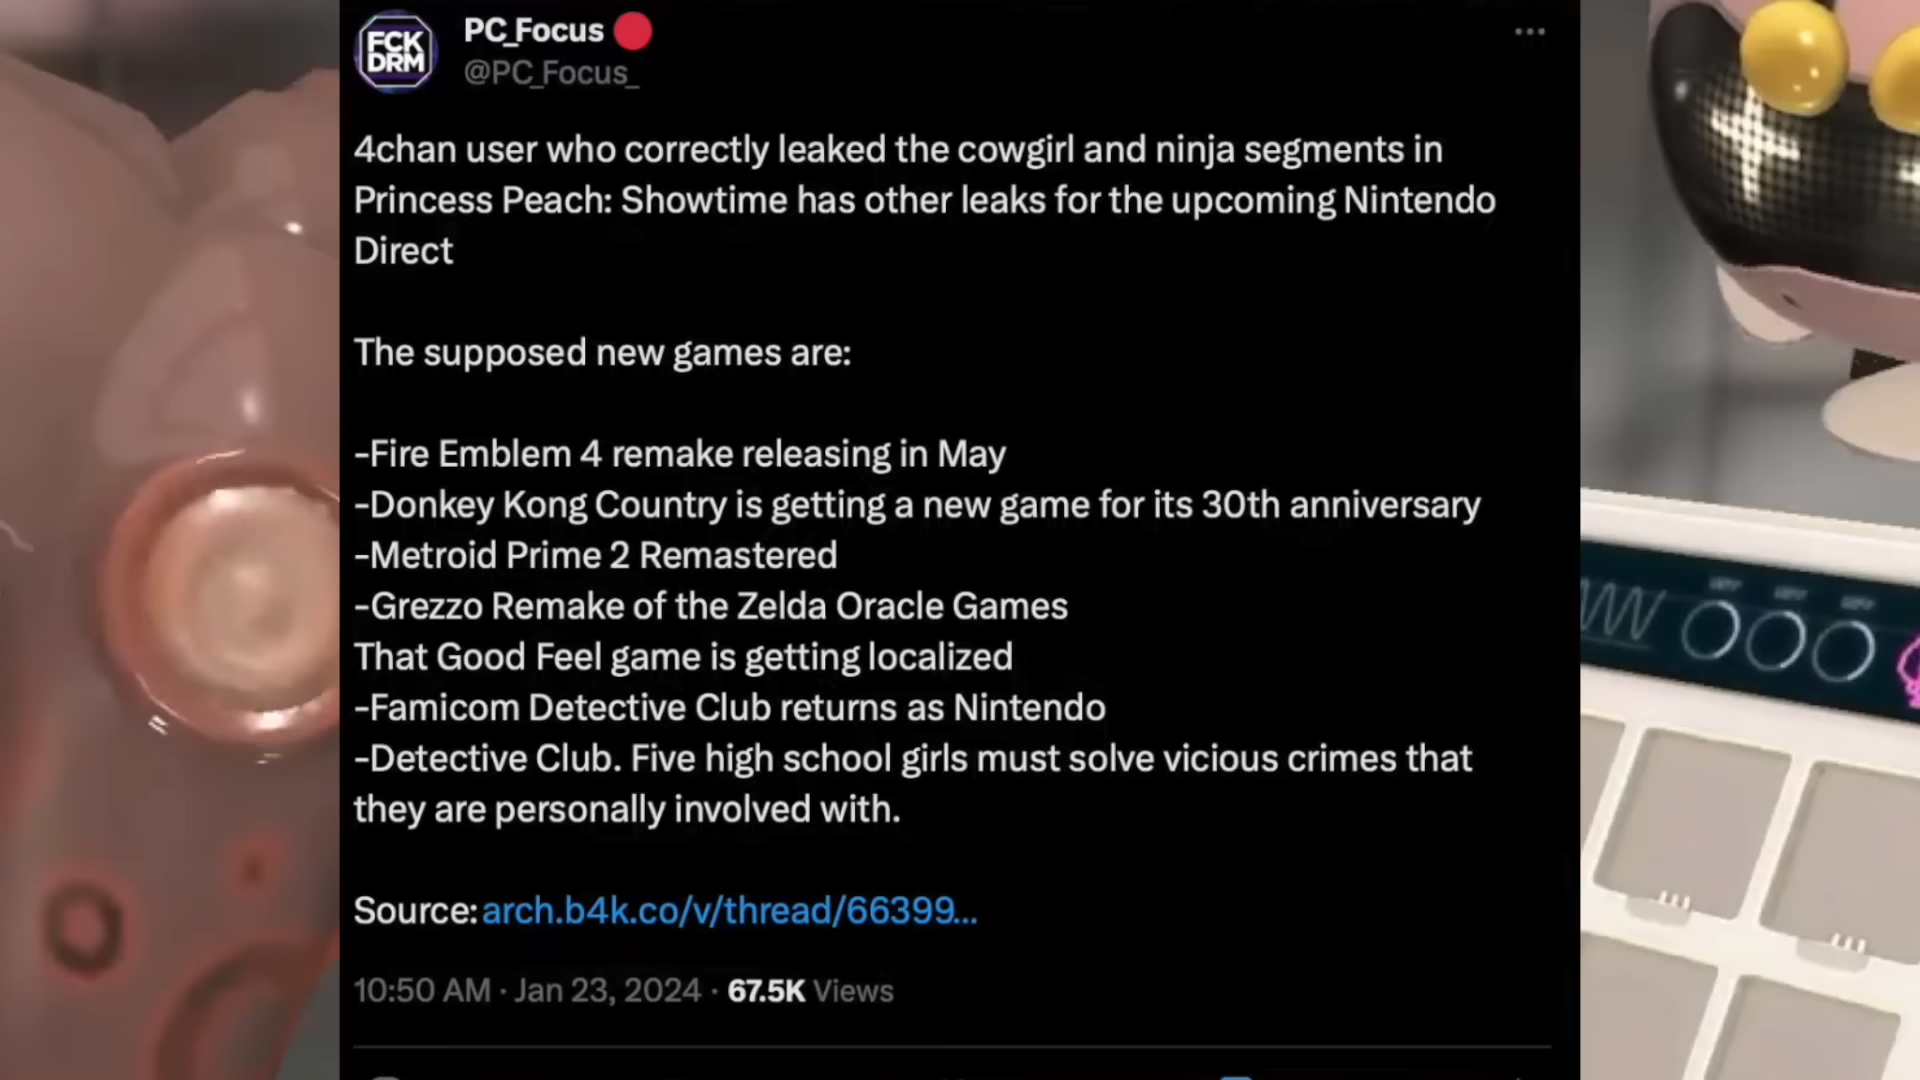 FCK
DRM
PC_Focus
@PC_Focus_
4chan user who correctly leaked the cowgirl and ninja segments in
Princess Peach: Showtime has other leaks for the upcoming Nintendo
Direct
The supposed new games are:
-Fire Emblem 4 remake releasing in May
-Donkey Kong Country is getting a new game for its 30th anniversary
-Metroid Prime 2 Remastered
-Grezzo Remake of the Zelda Oracle Games
That Good Feel game is getting localized
-Famicom Detective Club returns as Nintendo
-Detective Club. Five high school girls must solve vicious crimes that
they are personally involved with.
Source: arch.b4k.co/v/thread/66399...
10:50 AM · Jan 23, 2024 · 67.5K Views